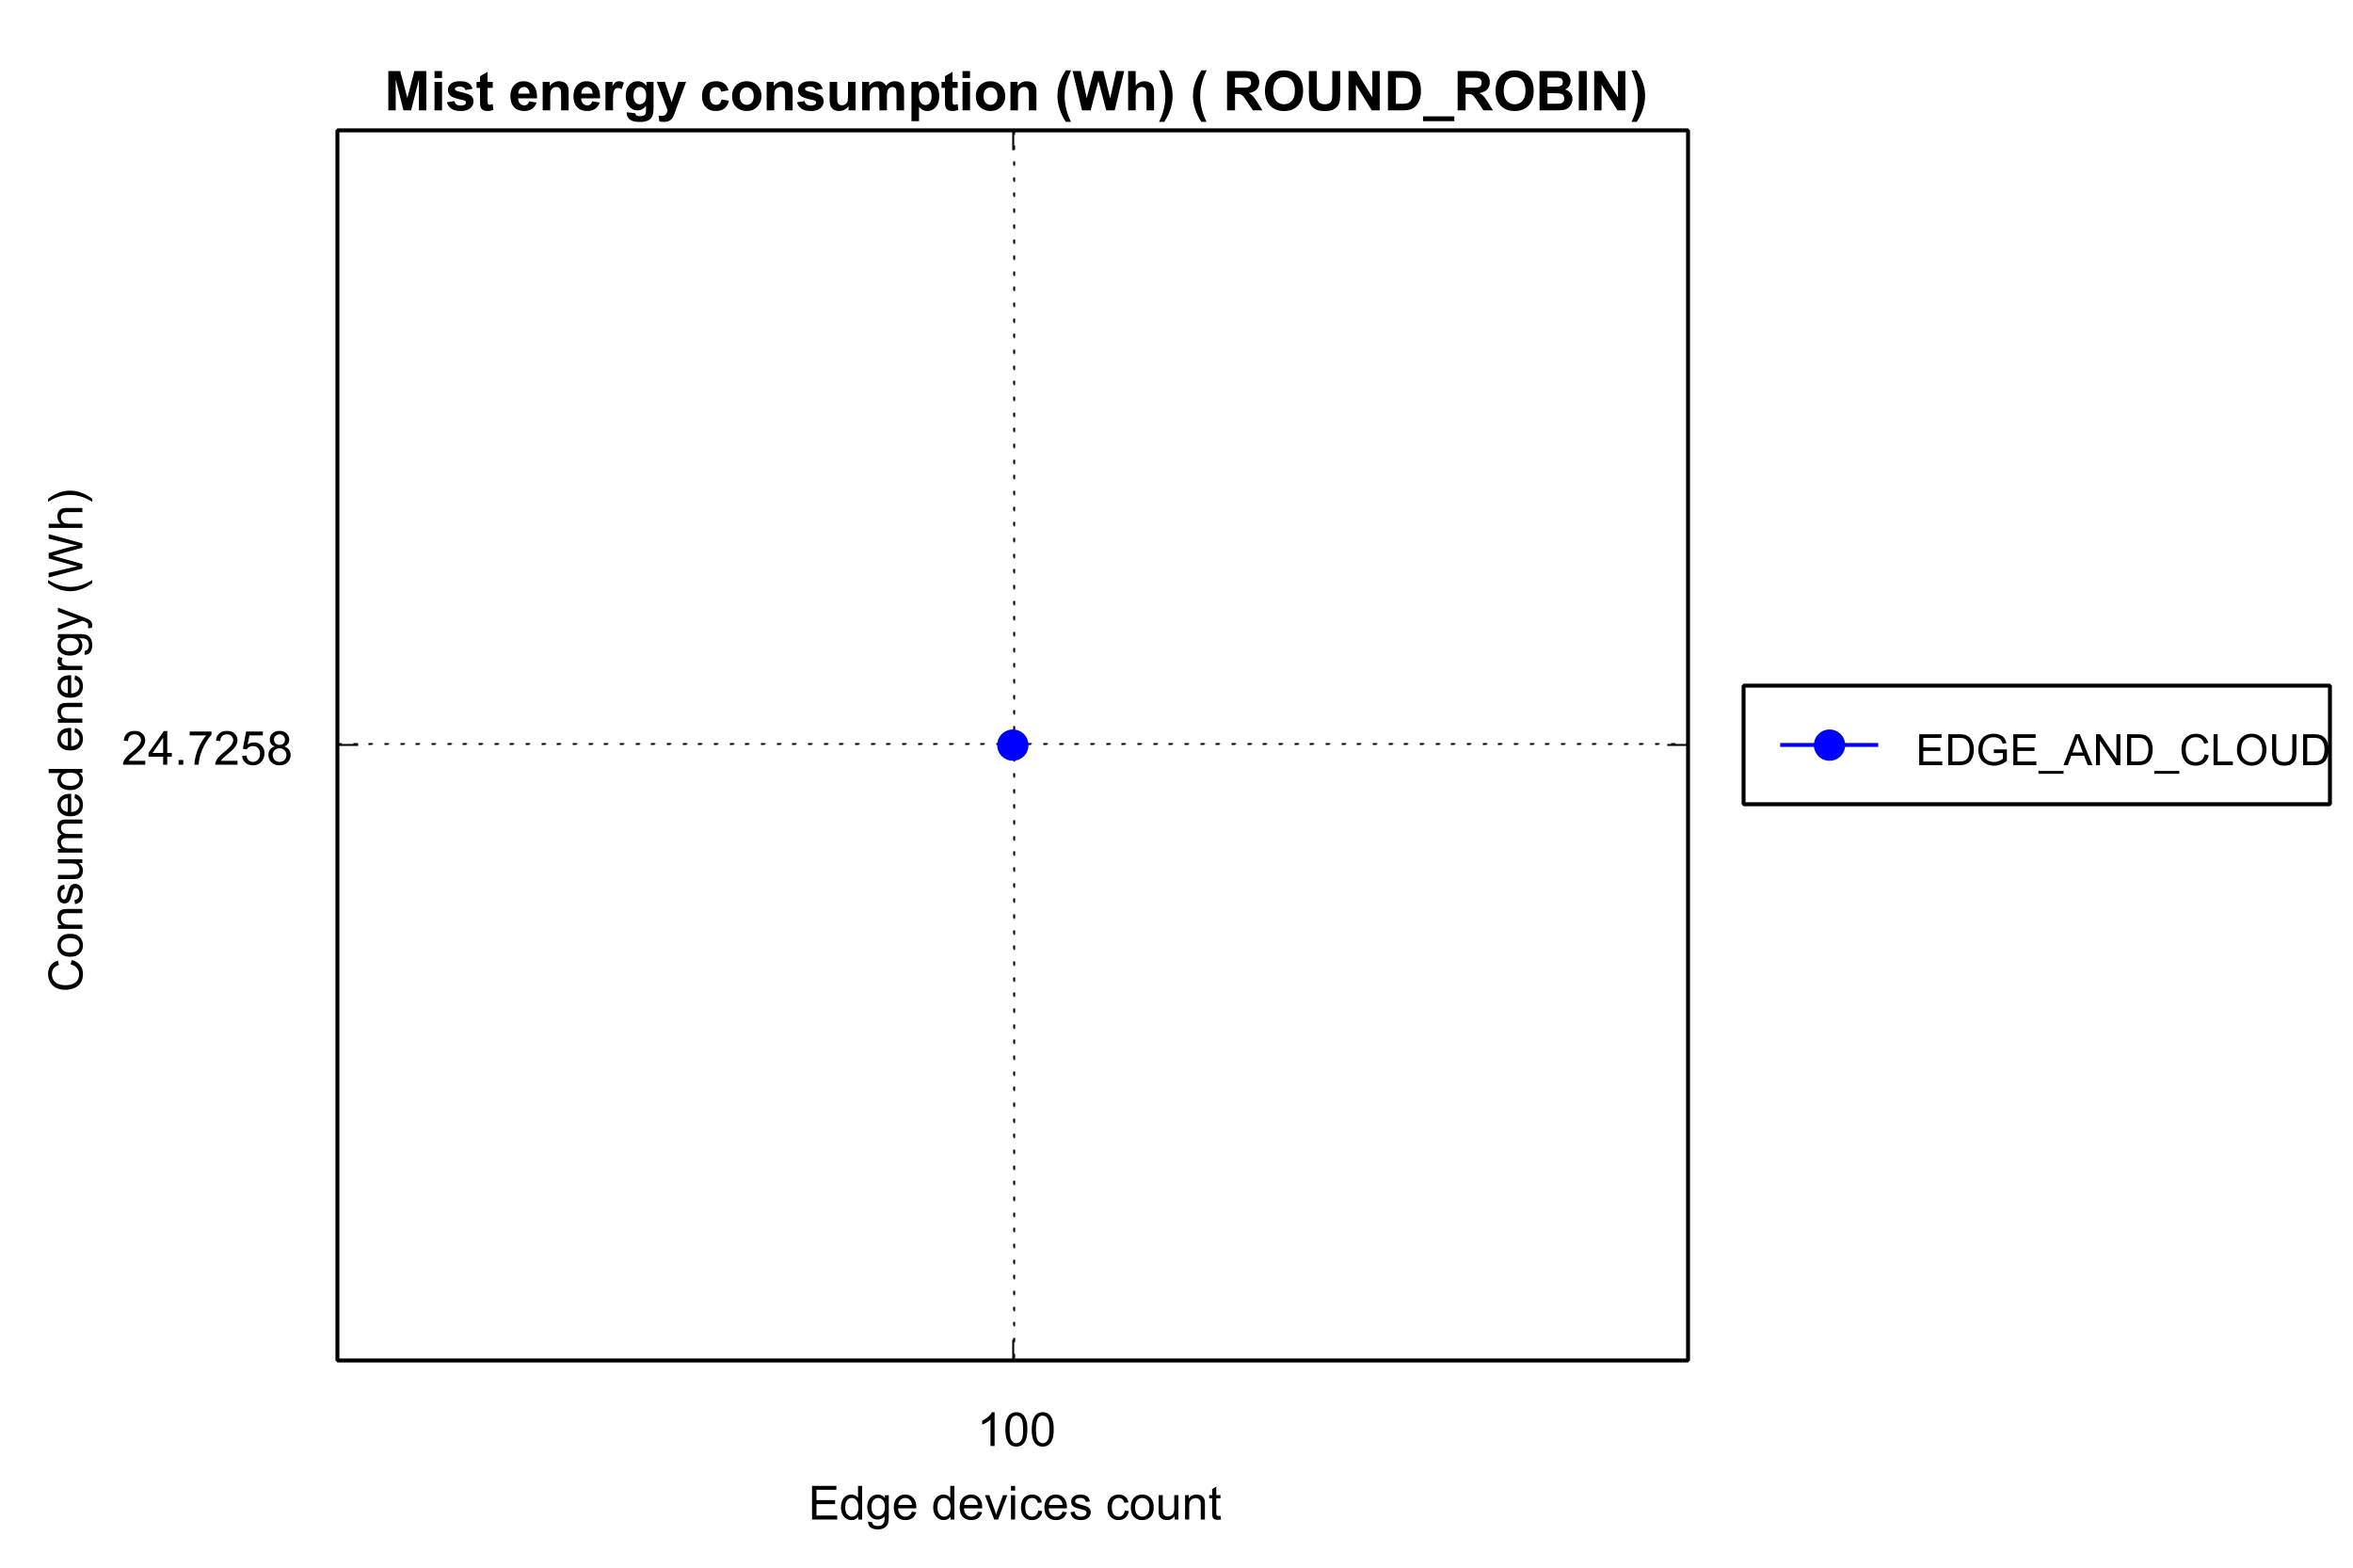 Mist energy consumption (Wh) ( ROUND_ROBIN)
Consumed energy (Wh)
24.7258
EDGE_AND_CLOUD
100
Edge devices count